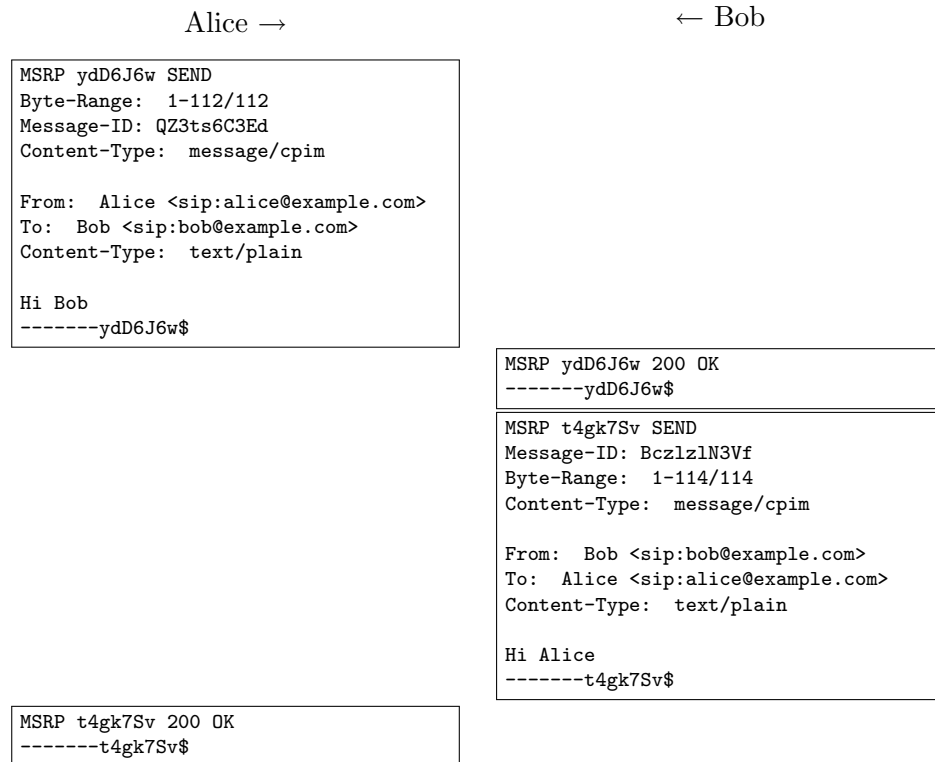 Alice →
← Bob
MSRP ydD6J6w SEND
Byte-Range: 1-112/112
Message-ID: QZ3ts6C3Ed
Content-Type: message/cpim
From: Alice <sip:alice@example.com>
To: Bob <sip:bob@example.com>
Content-Type: text/plain
Hi Bob
-------ydD6J6w$
MSRP ydD6J6w 200 OK
-------ydD6J6w$
MSRP t4gk7Sv SEND
Message-ID: BczlzlN3Vf
Byte-Range: 1-114/114
Content-Type: message/cpim
From: Bob <sip:bob@example.com>
To: Alice <sip:alice@example.com>
Content-Type: text/plain
Hi Alice
-------t4gk7Sv$
MSRP t4gk7Sv 200 OK
-------t4gk7Sv$